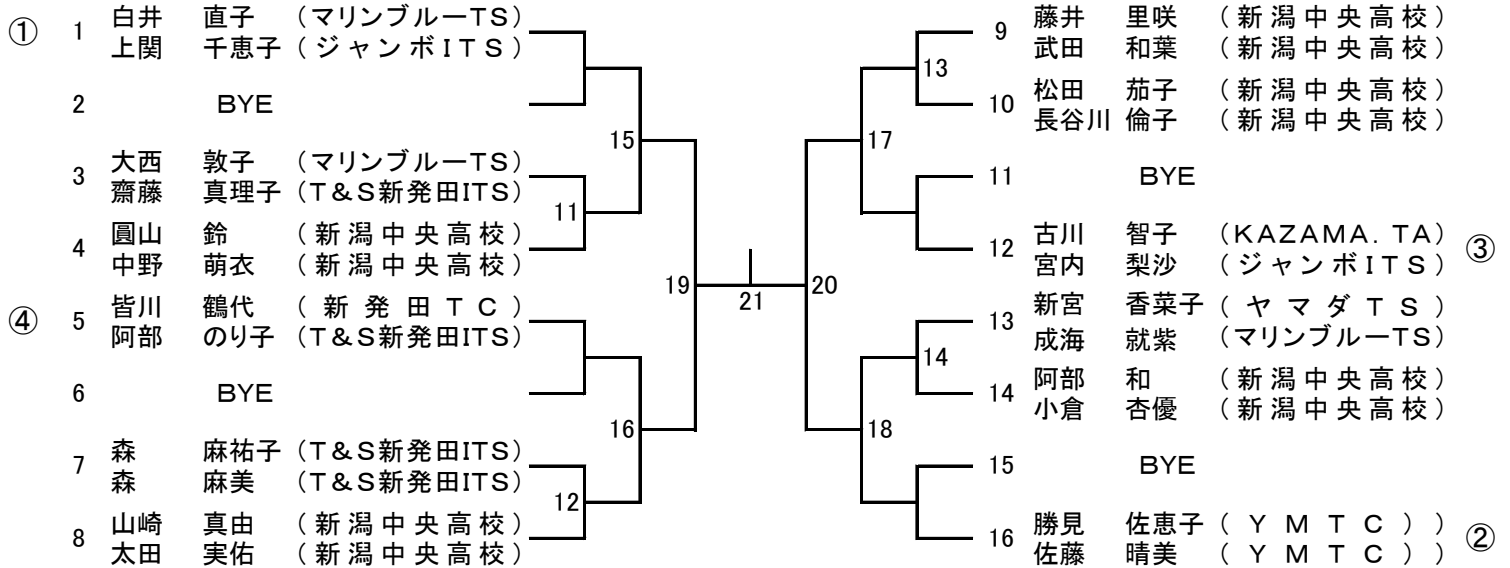 ① 1 白井 直子 (マリンブルーTS)
上関 千恵子 (ジャンボITS)
2 BYE
3 大西 敦子 (マリンブルーTS)
齋藤 真理子 (T&S新発田ITS)
4 圓山 鈴 (新潟中央高校)
中野 萌衣 (新潟中央高校)
④ 5 皆川 鶴代 (新発田TC)
阿部 のり子 (T&S新発田ITS)
6 BYE
7 森 麻祐子 (T&S新発田ITS)
森 麻美 (T&S新発田ITS)
8 山崎 真由 (新潟中央高校)
太田 実佑 (新潟中央高校)
15
11
16
12
19
21
20
13
17
14
18
9 藤井 里咲 (新潟中央高校)
武田 和葉 (新潟中央高校)
10 松田 茄子 (新潟中央高校)
長谷川 倫子 (新潟中央高校)
11 BYE
12 古川 智子 (KAZAMA. TA) ③
宮内 梨沙 (ジャンボITS)
13 新宮 香菜子 (ヤマダTS)
成海 就紫 (マリンブルーTS)
14 阿部 和 (新潟中央高校)
小倉 杏優 (新潟中央高校)
15 BYE
16 勝見 佐恵子 (YMTC)) ②
佐藤 晴美 (YMTC))